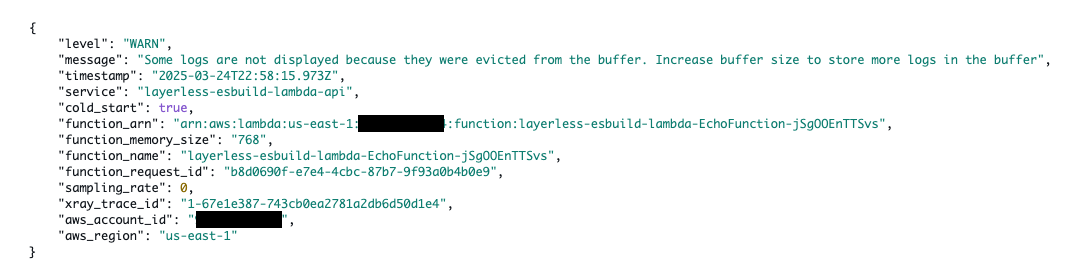 {
"level": "WARN",
"message": "Some logs are not displayed because they were evicted from the buffer. Increase buffer size to store more logs in the buffer",
"timestamp": "2025-03-24T22:58:15.973Z",
"service": "layerless-esbuild-lambda-api",
"cold_start": true,
"function_arn": "arn:aws:lambda:us-east-1: :function:layerless-esbuild-lambda-EchoFunction-jSgOOEnTTSvs",
"function_memory_size": "768",
"function_name": "layerless-esbuild-lambda-EchoFunction-jSgOOEnTTSvs",
"function_request_id": "b8d0690f-e7e4-4cbc-87b7-9f93a0b4b0e9",
"sampling_rate": 0,
"xray_trace_id": "1-67e1e387-743cb0ea2781a2db6d50d1e4",
"aws_account_id": " ",
"aws_region": "us-east-1"
}